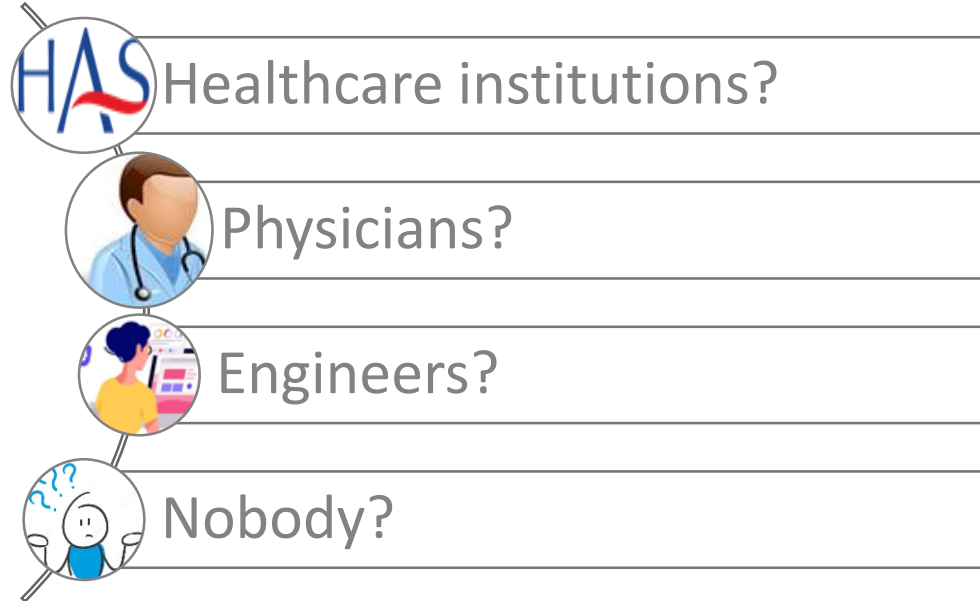 HAS
Healthcare institutions?
Physicians?
Engineers?
???
Nobody?